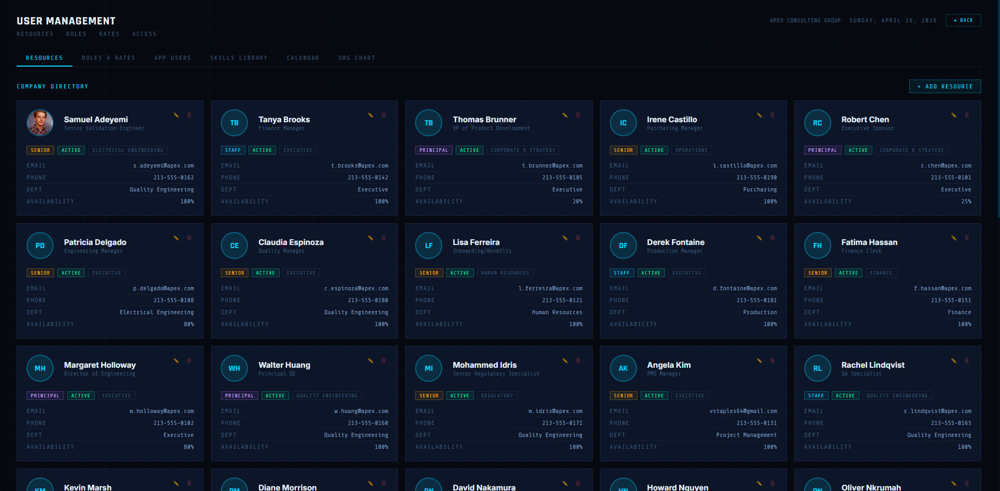 USER MANAGEMENT
RESOURCES · ROLES · RATES · ACCESS
APEX CONSULTING GROUP SUNDAY, APRIL 26, 2026 ◄ BACK
RESOURCES ROLES & RATES APP USERS SKILLS LIBRARY CALENDAR ORG CHART
COMPANY DIRECTORY
+ ADD RESOURCE
Samuel Adeyemi
Senior Validation Engineer
SENIOR ACTIVE ELECTRICAL ENGINEERING
EMAIL s.adeyemi@apex.com
PHONE 213-555-0162
DEPT Quality Engineering
AVAILABILITY 100%
TB
Tanya Brooks
Finance Manager
STAFF ACTIVE EXECUTIVE
EMAIL t.brooks@apex.com
PHONE 213-555-0142
DEPT Executive
AVAILABILITY 100%
TB
Thomas Brunner
VP of Product Development
PRINCIPAL ACTIVE CORPORATE & STRATEGY
EMAIL t.brunner@apex.com
PHONE 213-555-0105
DEPT Executive
AVAILABILITY 20%
IC
Irene Castillo
Purchasing Manager
SENIOR ACTIVE OPERATIONS
EMAIL i.castillo@apex.com
PHONE 213-555-0190
DEPT Purchasing
AVAILABILITY 100%
RC
Robert Chen
Executive Sponsor
PRINCIPAL ACTIVE CORPORATE & STRATEGY
EMAIL r.chen@apex.com
PHONE 213-555-0101
DEPT Executive
AVAILABILITY 25%
PD
Patricia Delgado
Engineering Manager
SENIOR ACTIVE EXECUTIVE
EMAIL p.delgado@apex.com
PHONE 213-555-0108
DEPT Electrical Engineering
AVAILABILITY 80%
CE
Claudia Espinoza
Quality Manager
SENIOR ACTIVE EXECUTIVE
EMAIL c.espinoza@apex.com
PHONE 213-555-0180
DEPT Quality Engineering
AVAILABILITY 100%
LF
Lisa Ferreira
Onboarding/Benefits
SENIOR ACTIVE HUMAN RESOURCES
EMAIL l.ferreira@apex.com
PHONE 213-555-0121
DEPT Human Resources
AVAILABILITY 100%
DF
Derek Fontaine
Production Manager
STAFF ACTIVE EXECUTIVE
EMAIL d.fontaine@apex.com
PHONE 213-555-0181
DEPT Production
AVAILABILITY 100%
FH
Fatima Hassan
Finance Clerk
SENIOR ACTIVE FINANCE
EMAIL f.hassan@apex.com
PHONE 213-555-0151
DEPT Finance
AVAILABILITY 100%
MH
Margaret Holloway
Director of Engineering
PRINCIPAL ACTIVE EXECUTIVE
EMAIL m.holloway@apex.com
PHONE 213-555-0102
DEPT Executive
AVAILABILITY 80%
WH
Walter Huang
Principal QE
PRINCIPAL ACTIVE QUALITY ENGINEERING
EMAIL w.huang@apex.com
PHONE 213-555-0160
DEPT Quality Engineering
AVAILABILITY 100%
MI
Mohammed Idris
Senior Regulatory Specialist
SENIOR ACTIVE REGULATORY
EMAIL m.idris@apex.com
PHONE 213-555-0171
DEPT Quality Engineering
AVAILABILITY 100%
AK
Angela Kim
PMO Manager
SENIOR ACTIVE EXECUTIVE
EMAIL vstaples64@gmail.com
PHONE 213-555-0131
DEPT Project Management
AVAILABILITY 100%
RL
Rachel Lindqvist
QA Specialist
STAFF ACTIVE QUALITY ENGINEERING
EMAIL r.lindqvist@apex.com
PHONE 213-555-0163
DEPT Quality Engineering
AVAILABILITY 100%
KM
Kevin Marsh
DM
Diane Morrison
DN
David Nakamura
HN
Howard Nguyen
ON
Oliver Nkrumah